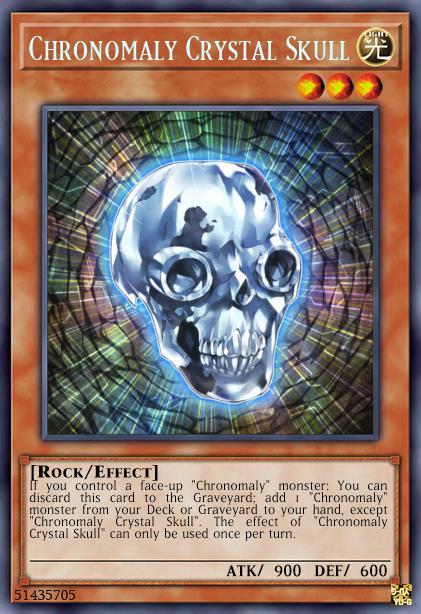 CHRONOMALY CRYSTAL SKULL
LIGHT
光
[ROCK/EFFECT]
If you control a face-up "Chronomaly" monster: You can
discard this card to the Graveyard; add 1 "Chronomaly"
monster from your Deck or Graveyard to your hand, except
"Chronomaly Crystal Skull". The effect of "Chronomaly
Crystal Skull" can only be used once per turn.
ATK/ 900 DEF/ 600
51435705